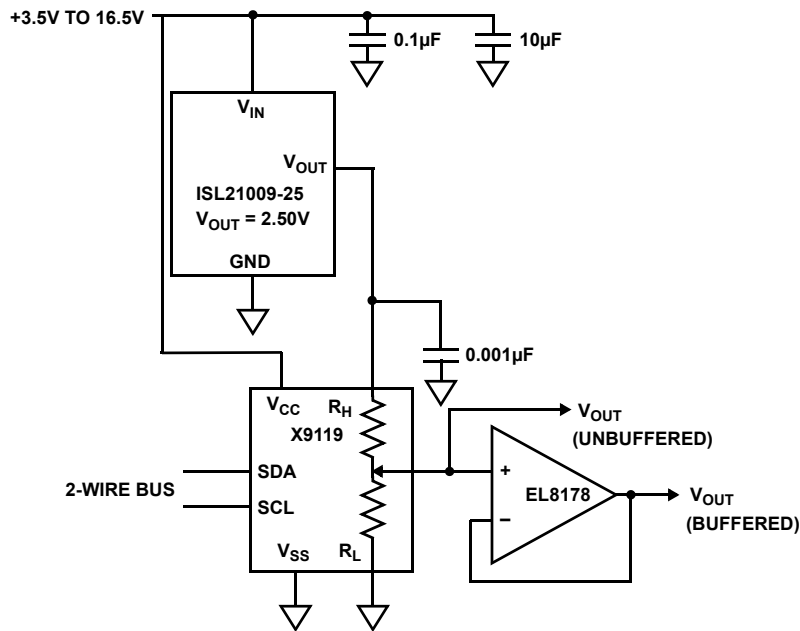 +3.5V TO 16.5V
0.1µF
10µF
VIN
VOUT
ISL21009-25
VOUT = 2.50V
GND
0.001µF
VCC
RH
X9119
VOUT
(UNBUFFERED)
2-WIRE BUS
SDA
SCL
+
EL8178
−
VOUT
(BUFFERED)
VSS
RL